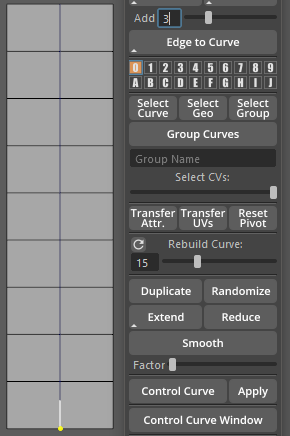 Add 3
Edge to Curve
0 1 2 3 4 5 6 7 8 9
A B C D E F G H I J
Select Curve Select Geo Select Group
Group Curves
Group Name
Select CVs:
Transfer Attr. Transfer UVs Reset Pivot
Rebuild Curve:
15
Duplicate Randomize
Extend Reduce
Smooth
Factor
Control Curve Apply
Control Curve Window